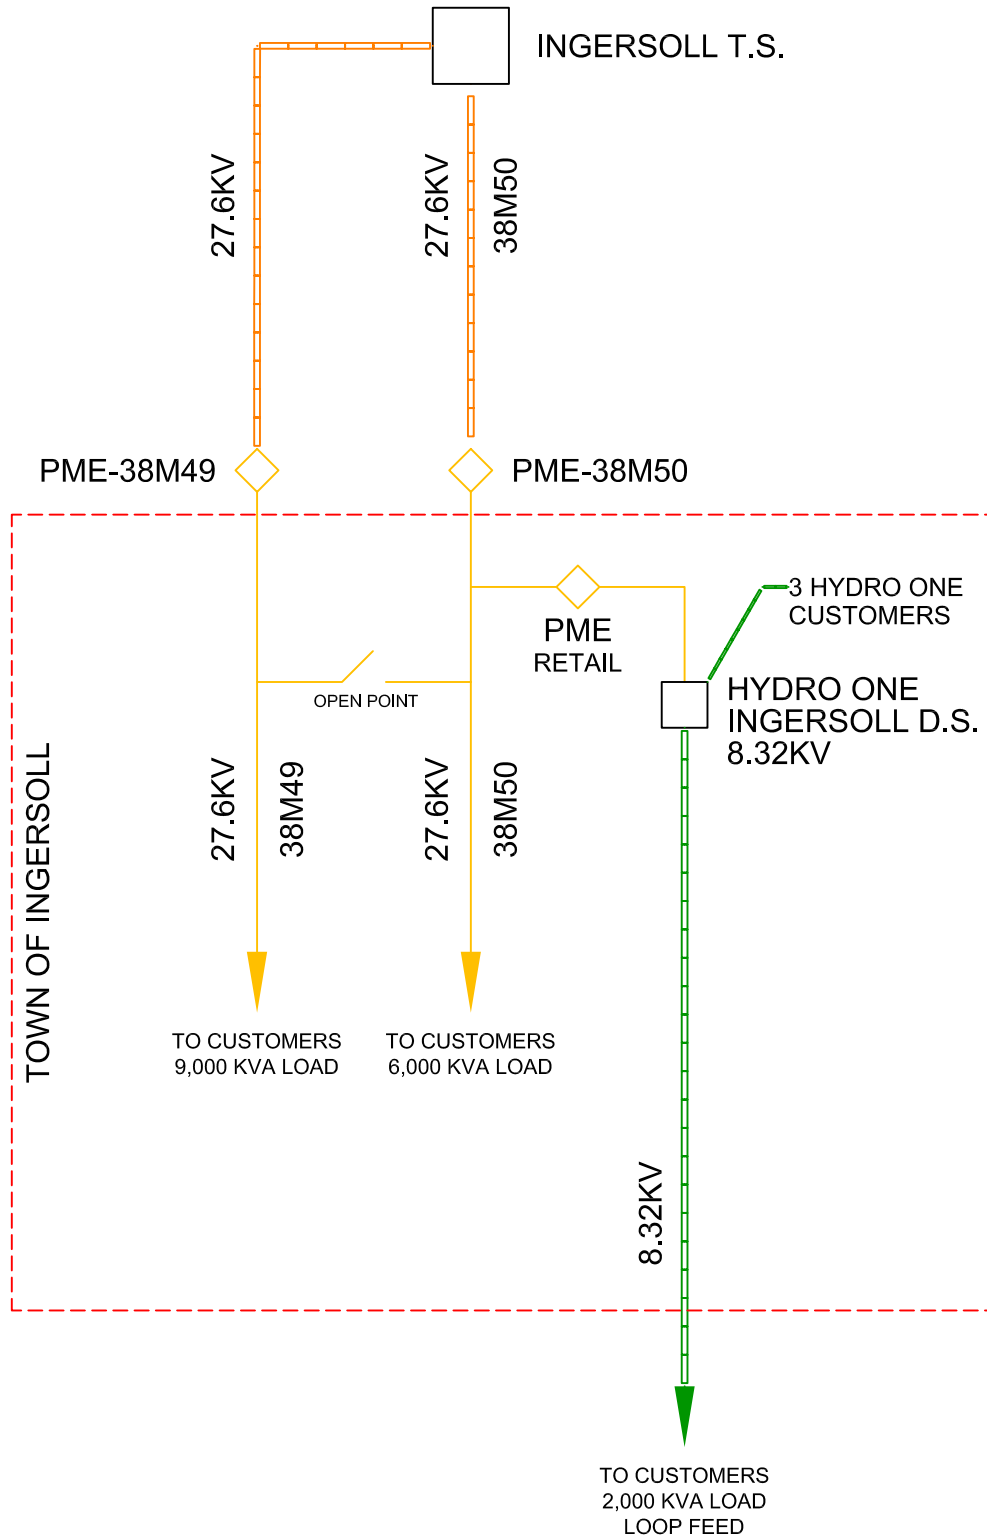 INGERSOLL T.S.
27.6KV
27.6KV
38M50
PME-38M49
PME-38M50
3 HYDRO ONE
CUSTOMERS
PME
RETAIL
OPEN POINT
HYDRO ONE
INGERSOLL D.S.
8.32KV
TOWN OF INGERSOLL
27.6KV
38M49
27.6KV
38M50
TO CUSTOMERS
9,000 KVA LOAD
TO CUSTOMERS
6,000 KVA LOAD
8.32KV
TO CUSTOMERS
2,000 KVA LOAD
LOOP FEED